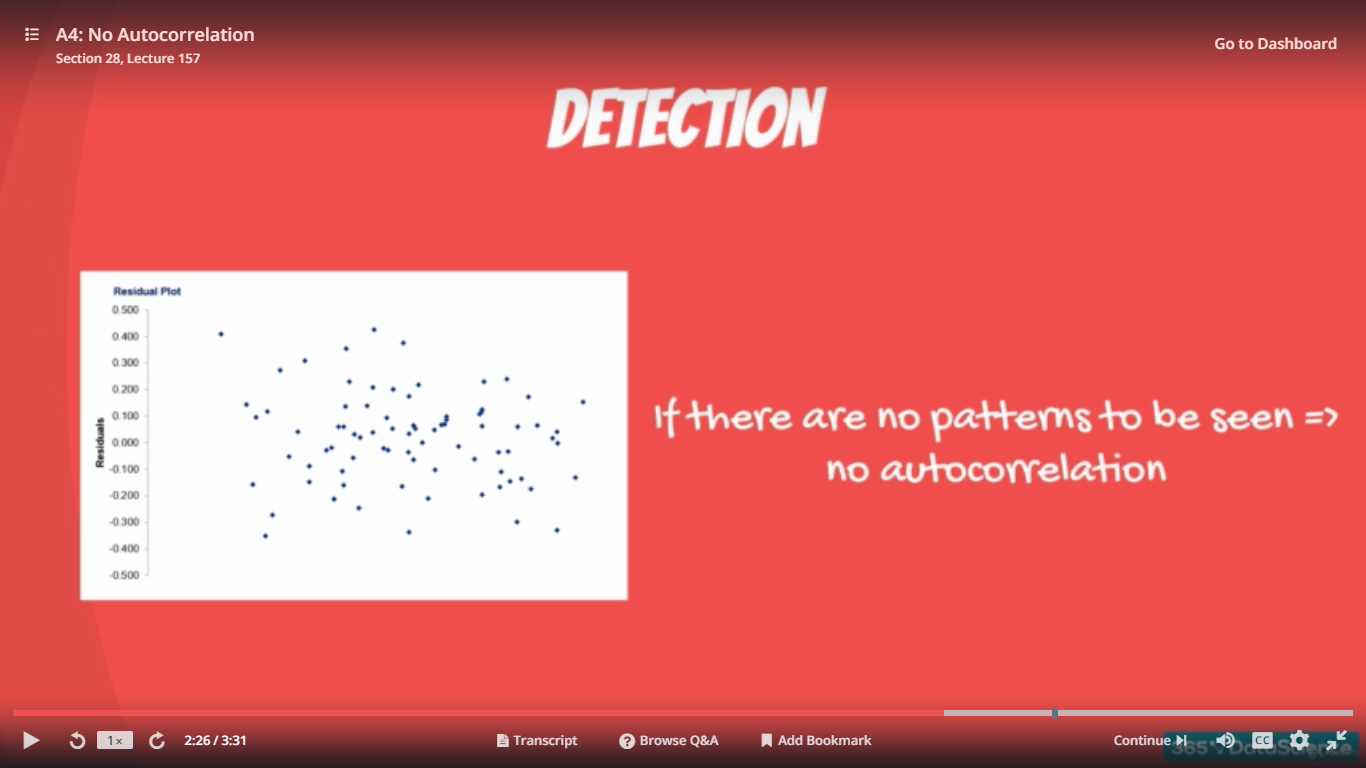 A4: No Autocorrelation
Section 28, Lecture 157
Go to Dashboard
DETECTION
Residual Plot
0.500
0.400
0.300
0.200
0.100
0.000
-0.100
-0.200
-0.300
-0.400
-0.500
Residuals
If there are no patterns to be seen =>
no autocorrelation
1×
2:26 / 3:31
Transcript
? Browse Q&A
Add Bookmark
Continue
CC
365 DataScience